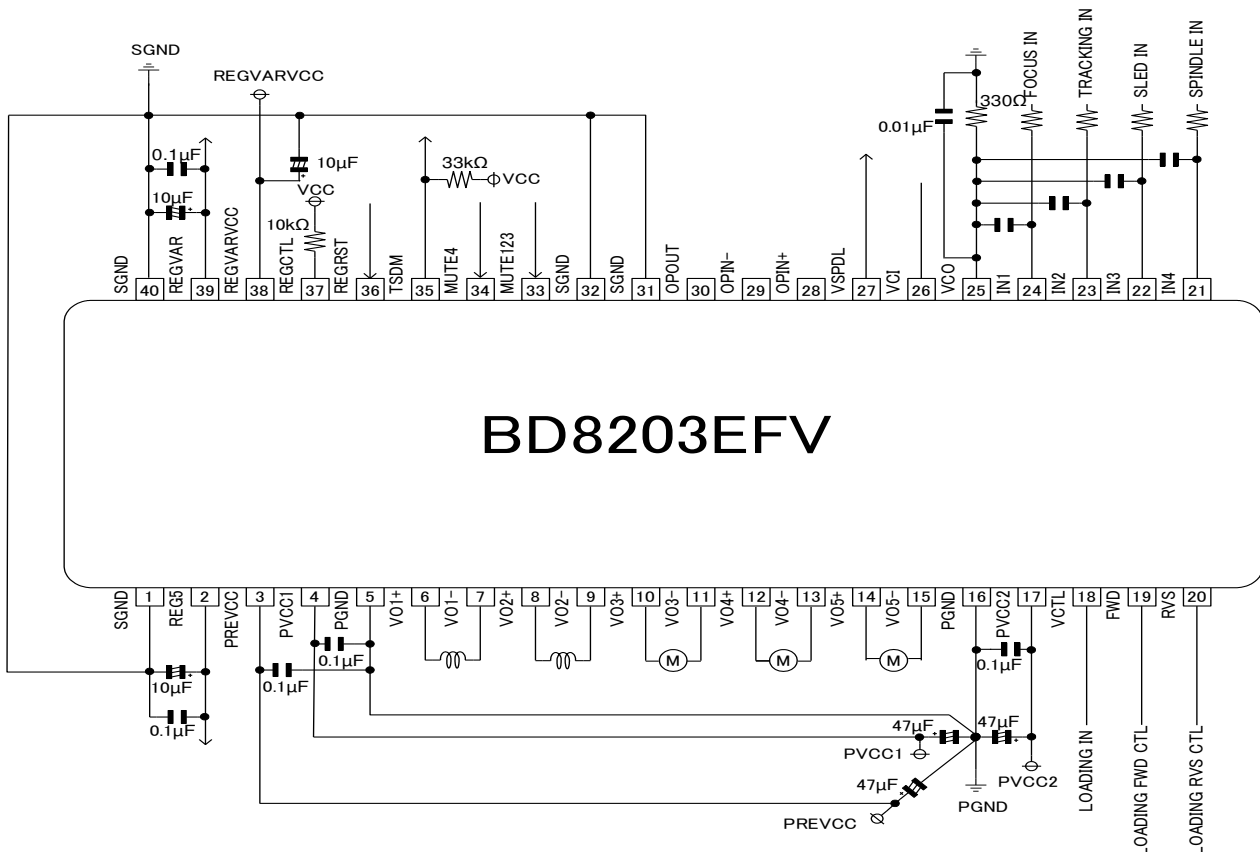 SGND
REGVARVCC
0.1μF
10μF
10μF
VCC
10kΩ
33kΩ
VCC
0.01μF
330Ω
FOCUS IN
TRACKING IN
SLED IN
SPINDLE IN
SGND
REGVAR
REGVARVCC
REGCTL
REGRST
TSDM
MUTE4
MUTE123
SGND
SGND
OPOUT
OPIN-
OPIN+
VSPDL
VCI
VCO
IN1
IN2
IN3
IN4
40
39
38
37
36
35
34
33
32
31
30
29
28
27
26
25
24
23
22
21
BD8203EFV
1
2
3
4
5
6
7
8
9
10
11
12
13
14
15
16
17
18
19
20
SGND
REG5
PREVCC
PVCC1
PGND
VO1+
VO1-
VO2+
VO2-
VO3+
VO3-
VO4+
VO4-
VO5+
VO5-
PGND
PVCC2
VCTL
FWD
RVS
0.1μF
M
M
M
0.1μF
10μF
0.1μF
0.1μF
47μF
47μF
PVCC1
PVCC2
47μF
PGND
PREVCC
LOADING IN
LOADING FWD CTL
LOADING RVS CTL